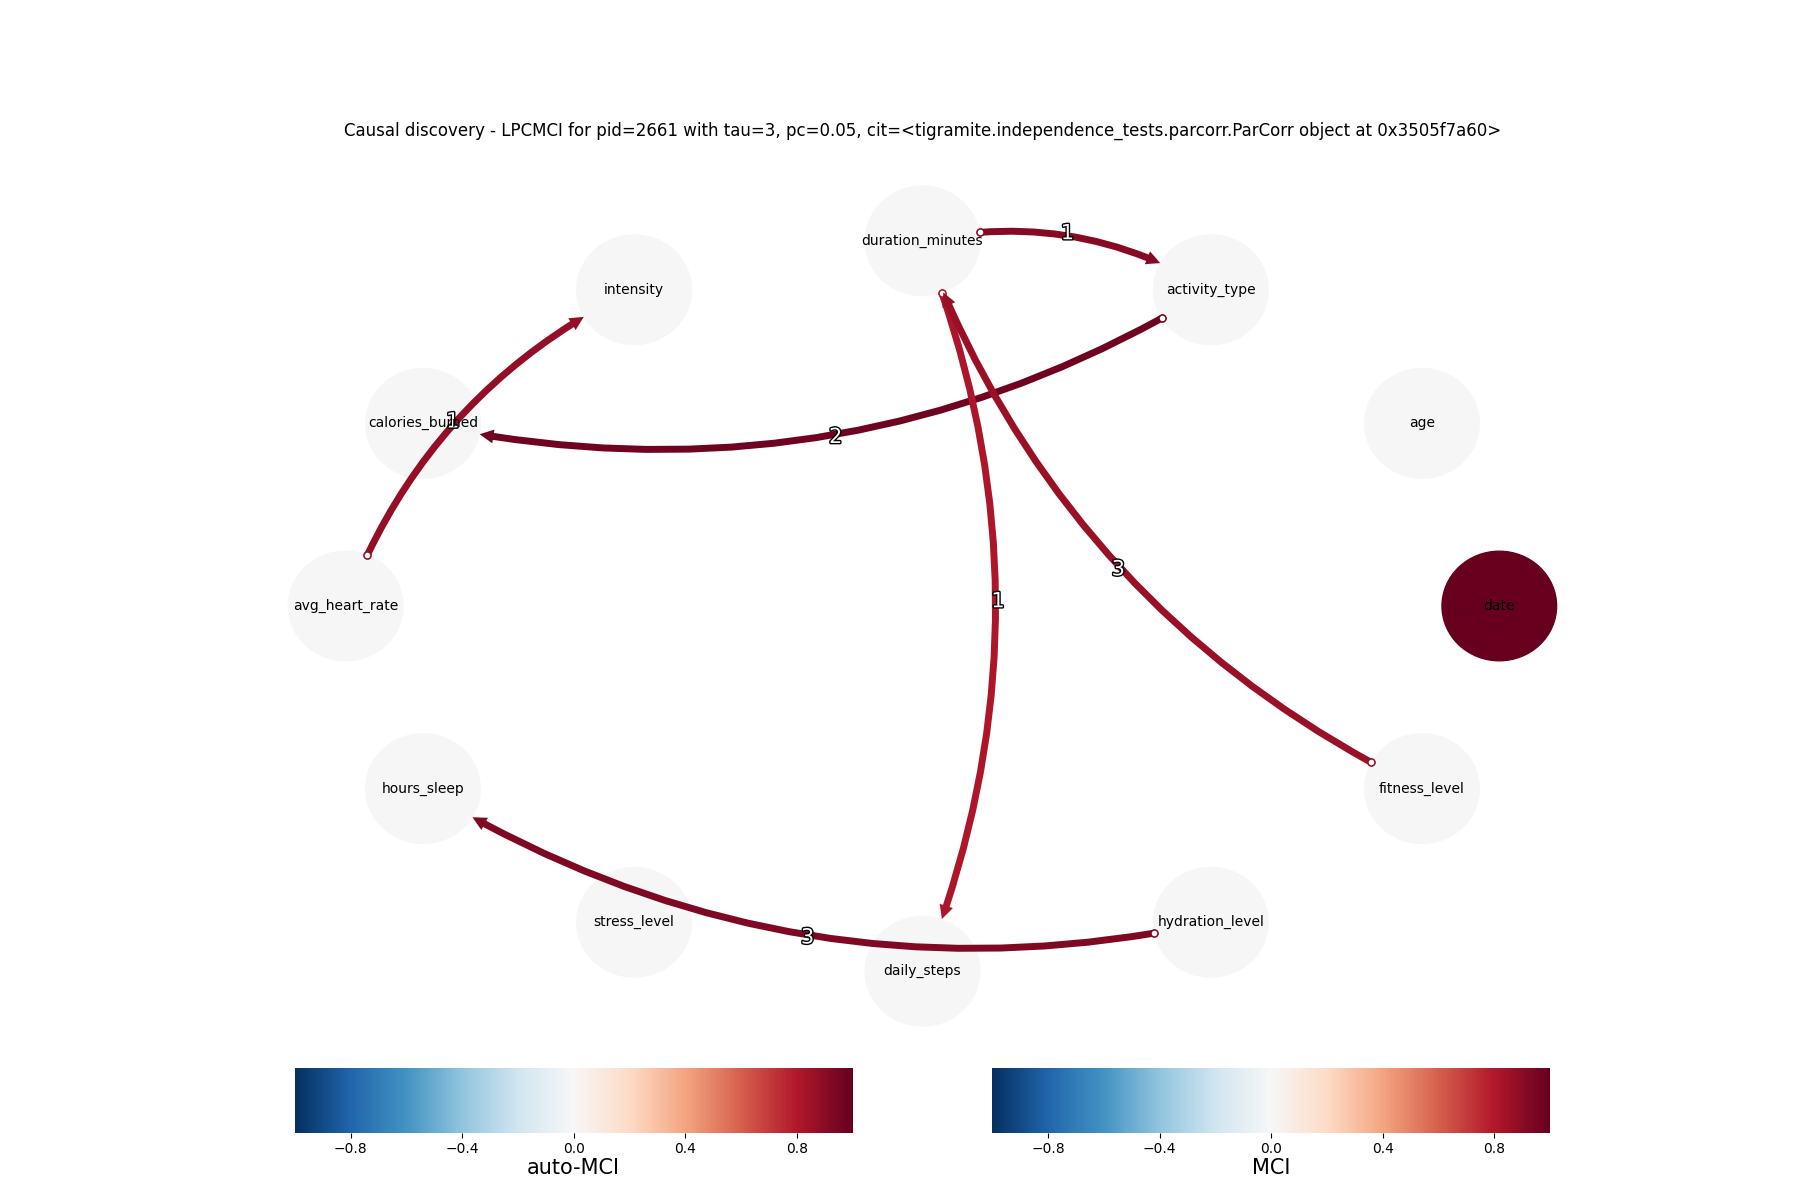 Causal discovery - LPCMCI for pid=2661 with tau=3, pc=0.05, cit=<tigramite.independence_tests.parcorr.ParCorr object at 0x3505f7a60>
duration_minutes
1
intensity
activity_type
calories_burned
1
2
age
3
1
avg_heart_rate
date
hours_sleep
fitness_level
stress_level
3
hydration_level
daily_steps
−0.8 −0.4 0.0 0.4 0.8
auto-MCI
−0.8 −0.4 0.0 0.4 0.8
MCI